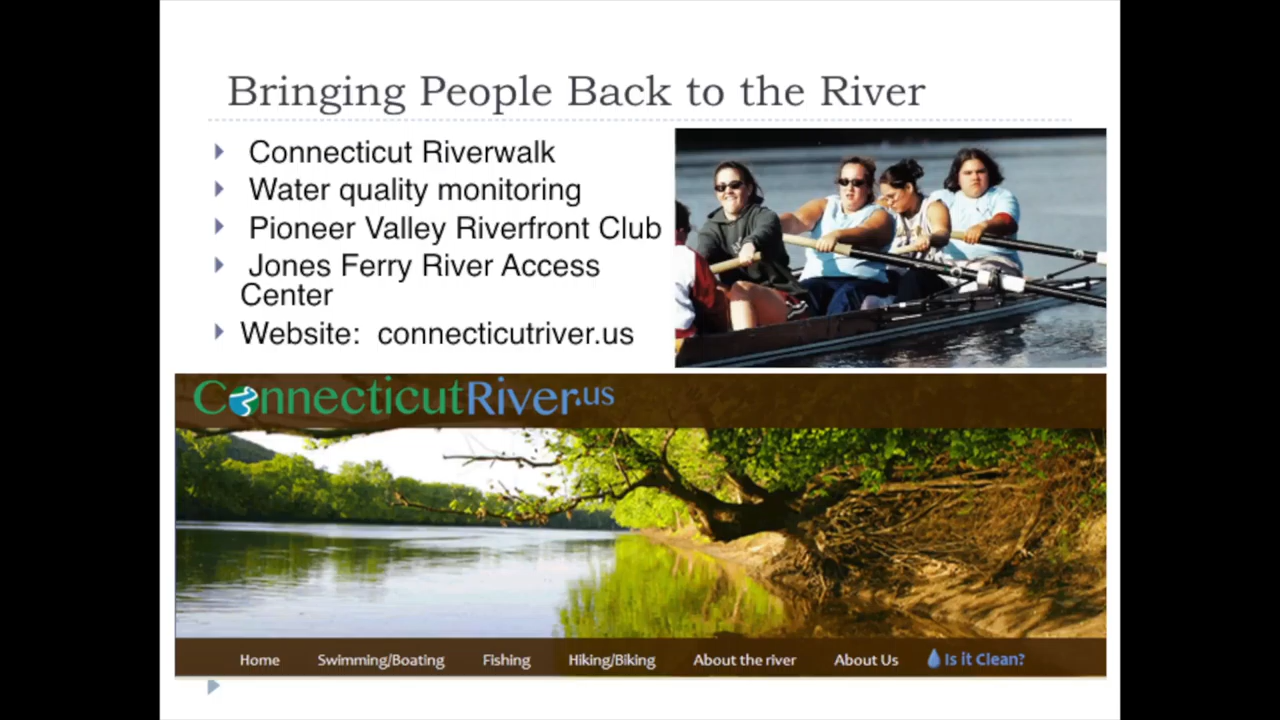 Bringing People Back to the River
Connecticut Riverwalk
Water quality monitoring
Pioneer Valley Riverfront Club
Jones Ferry River Access
Center
Website: connecticutriver.us
ConnecticutRiver.us
Home Swimming/Boating Fishing Hiking/Biking About the river About Us Is it Clean?